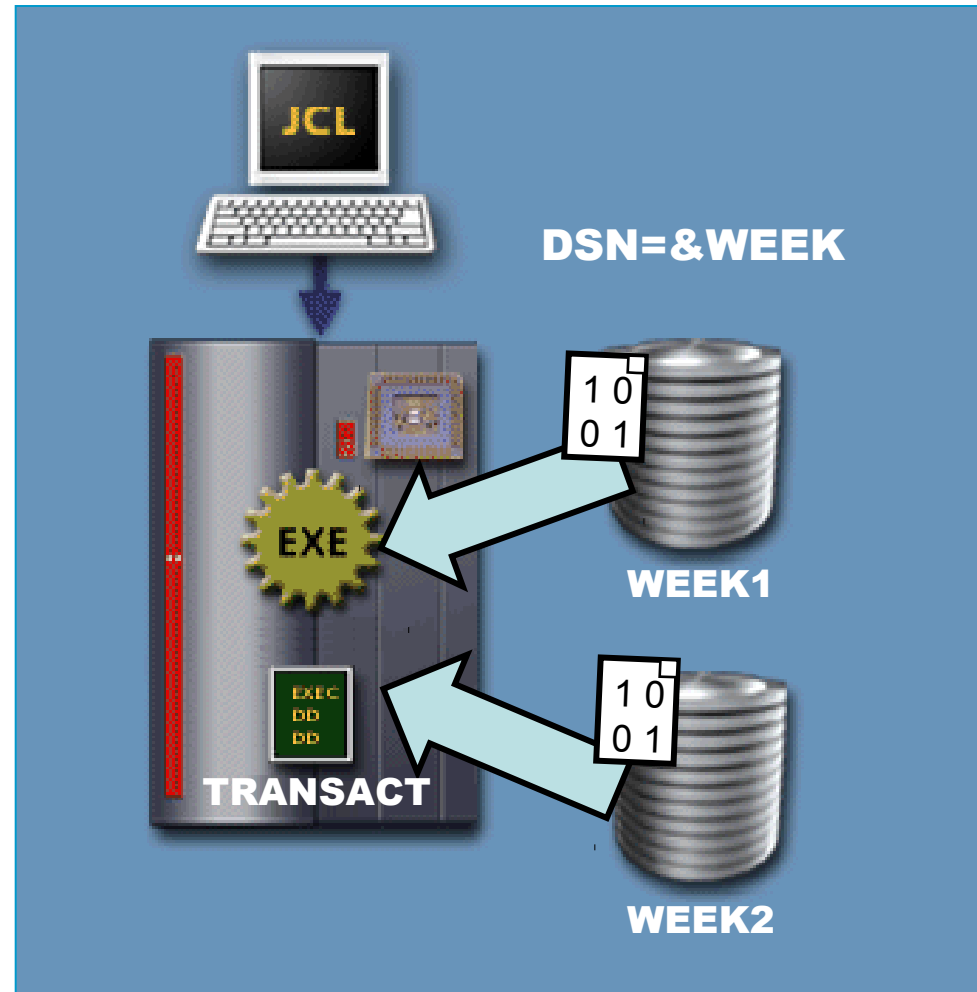 JCL
DSN=&WEEK
1 0
0 1
EXE
WEEK1
EXEC
DD
DD
TRANSACT
1 0
0 1
WEEK2